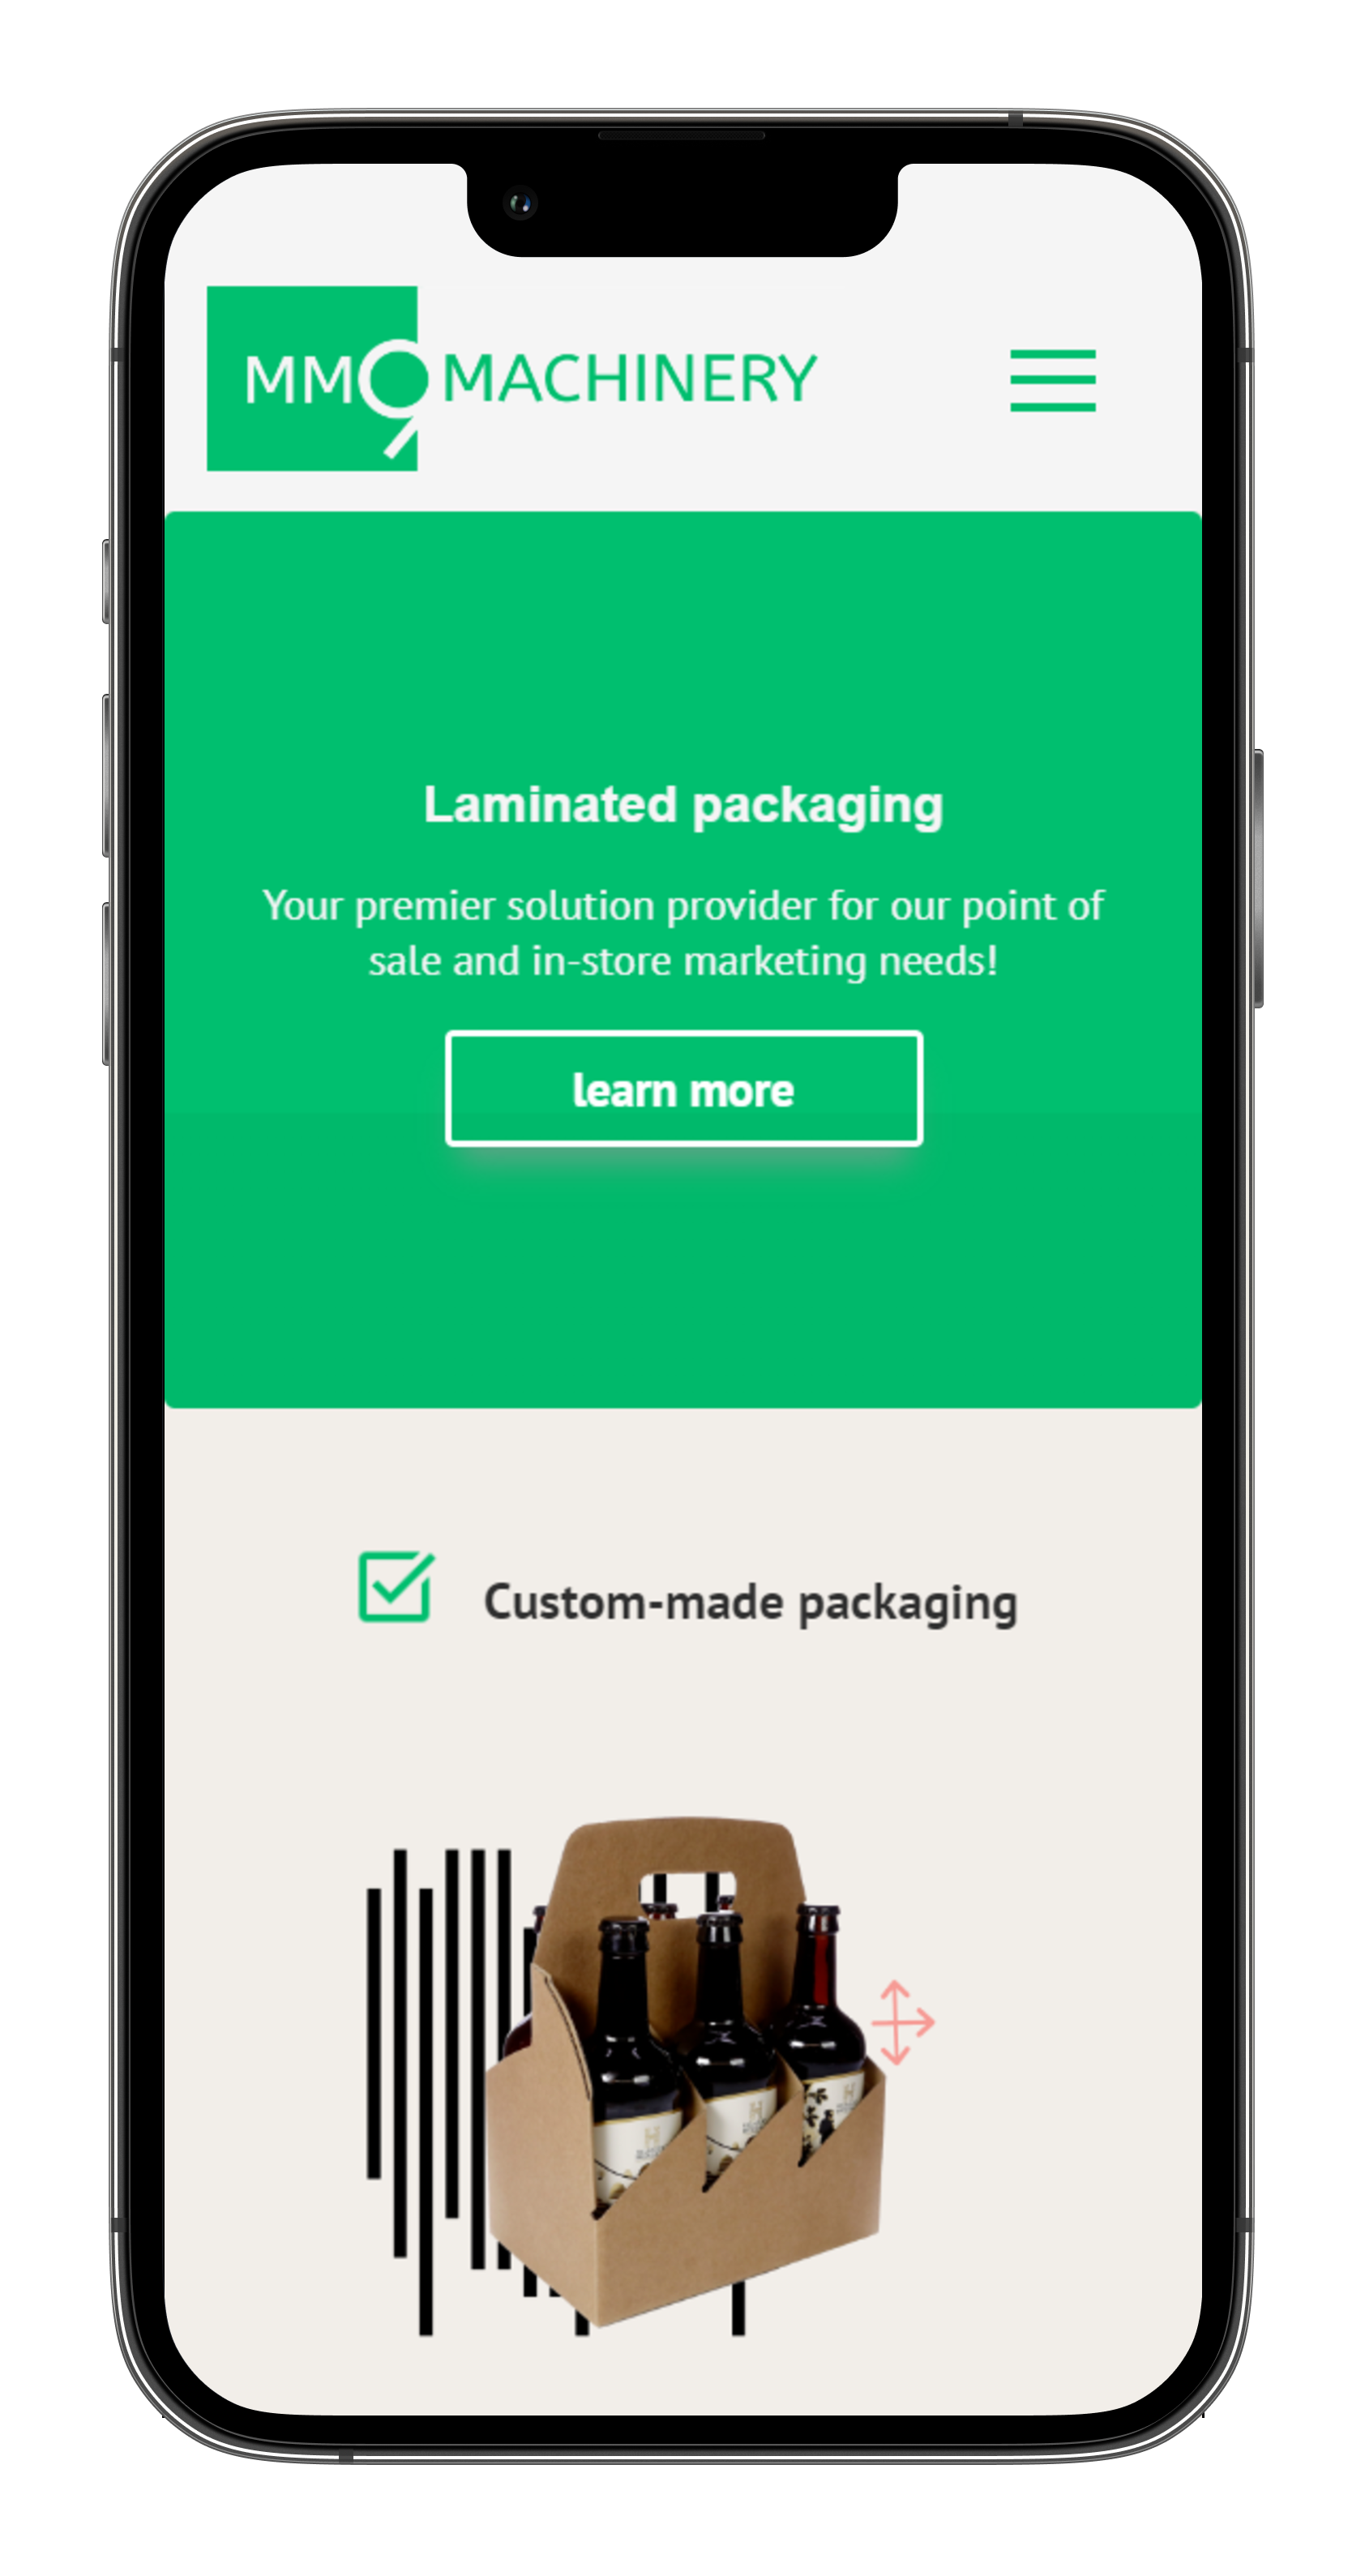 MMQ MACHINERY
Laminated packaging
Your premier solution provider for our point of
sale and in-store marketing needs!
learn more
Custom-made packaging